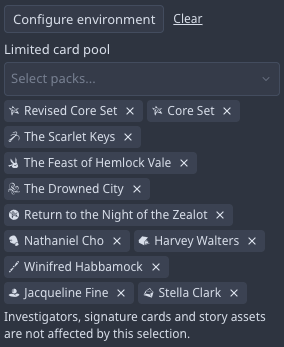 Configure environment Clear
Limited card pool
Select packs...
Revised Core Set × Core Set ×
The Scarlet Keys ×
The Feast of Hemlock Vale ×
The Drowned City ×
Return to the Night of the Zealot ×
Nathaniel Cho × Harvey Walters ×
Winifred Habbamock ×
Jacqueline Fine × Stella Clark ×
Investigators, signature cards and story assets
are not affected by this selection.